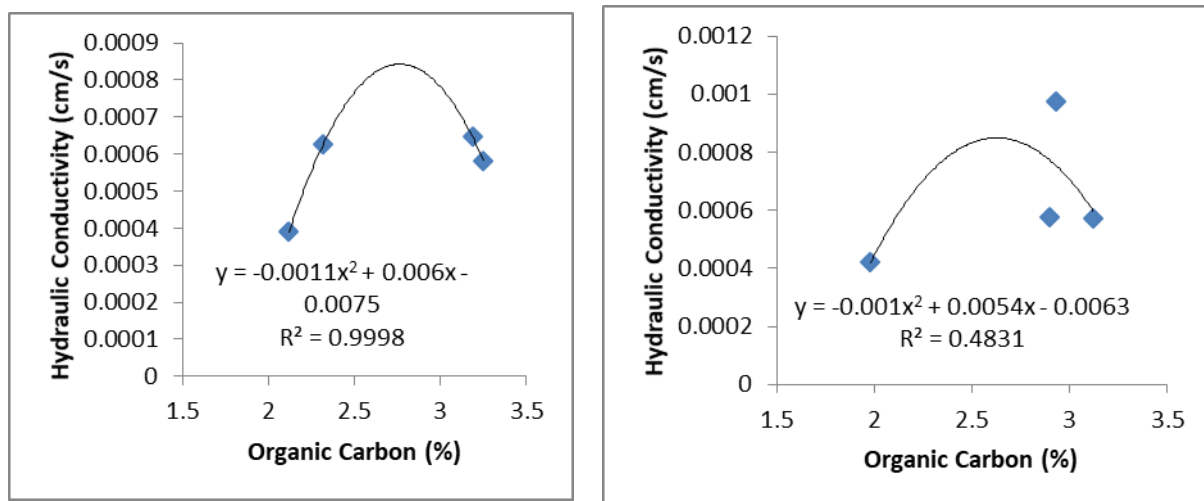 Hydraulic Conductivity (cm/s)
0.0009
0.0008
0.0007
0.0006
0.0005
0.0004
0.0003
0.0002
0.0001
0
y = -0.0011x² + 0.006x -
0.0075
R² = 0.9998
1.5 2 2.5 3 3.5
Organic Carbon (%)
Hydraulic Conductivity (cm/s)
0.0012
0.001
0.0008
0.0006
0.0004
0.0002
0
y = -0.001x² + 0.0054x - 0.0063
R² = 0.4831
1.5 2 2.5 3 3.5
Organic Carbon (%)